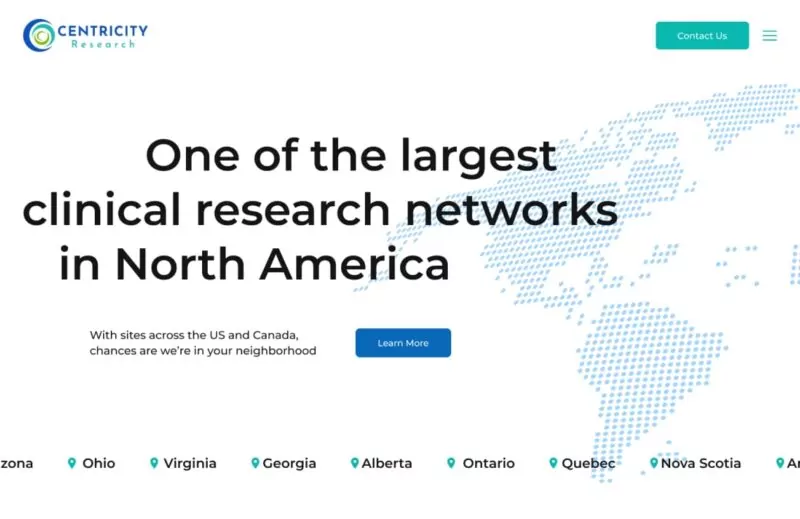 CENTRICITY
Research
Contact Us
One of the largest
clinical research networks
in North America
With sites across the US and Canada,
chances are we’re in your neighborhood
Learn More
zona Ohio Virginia Georgia Alberta Ontario Quebec Nova Scotia Ar